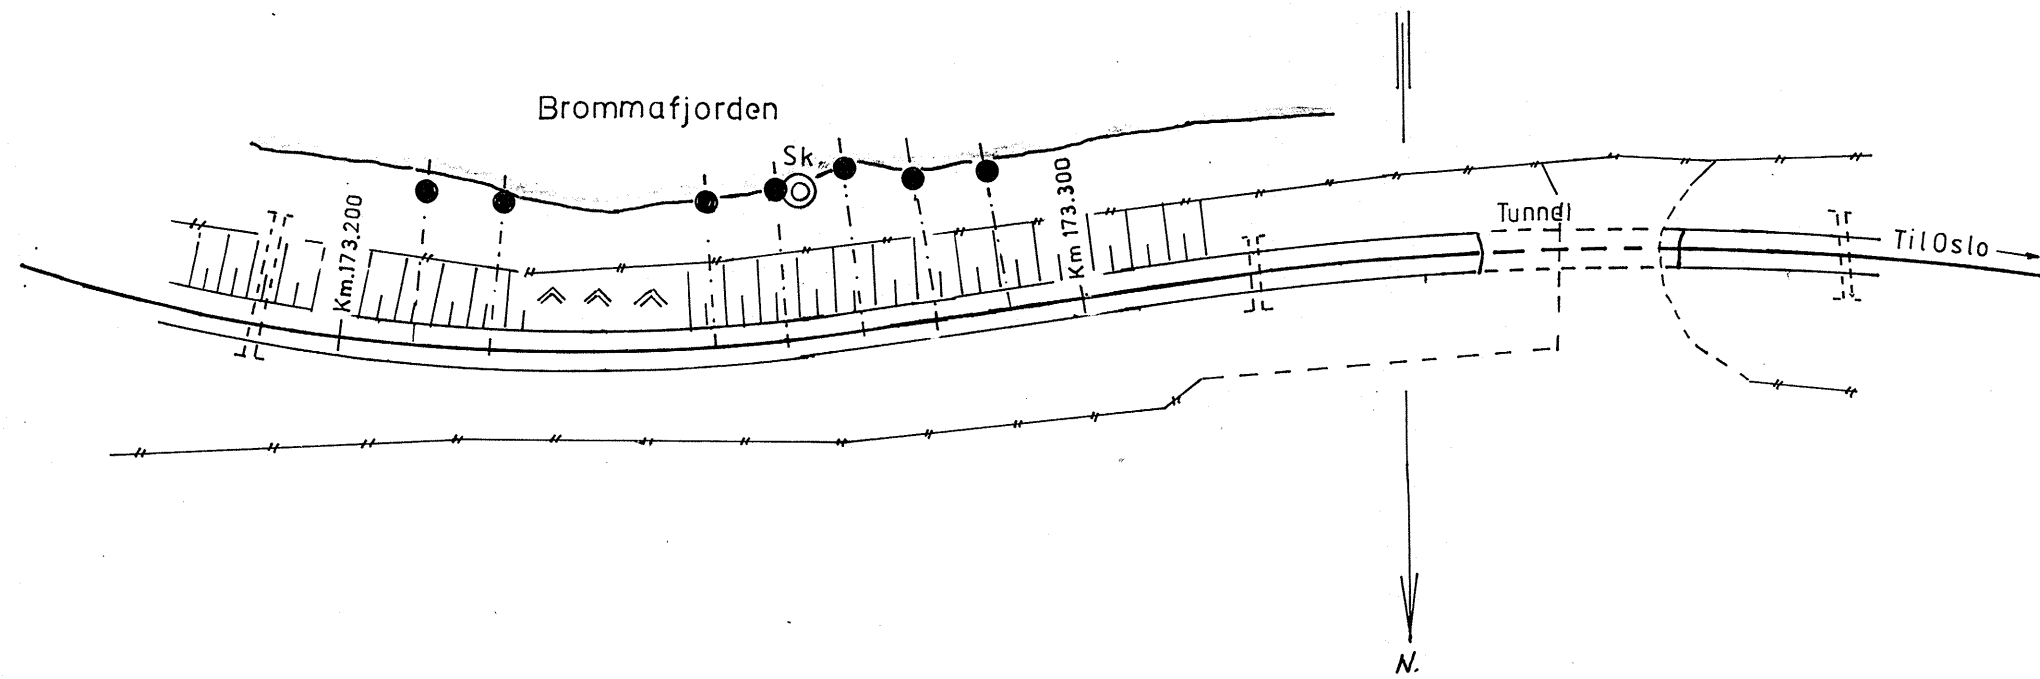 Brommafjorden
Sk.
Km.173.200
Km 173.300
Tunnel
Til Oslo
N.